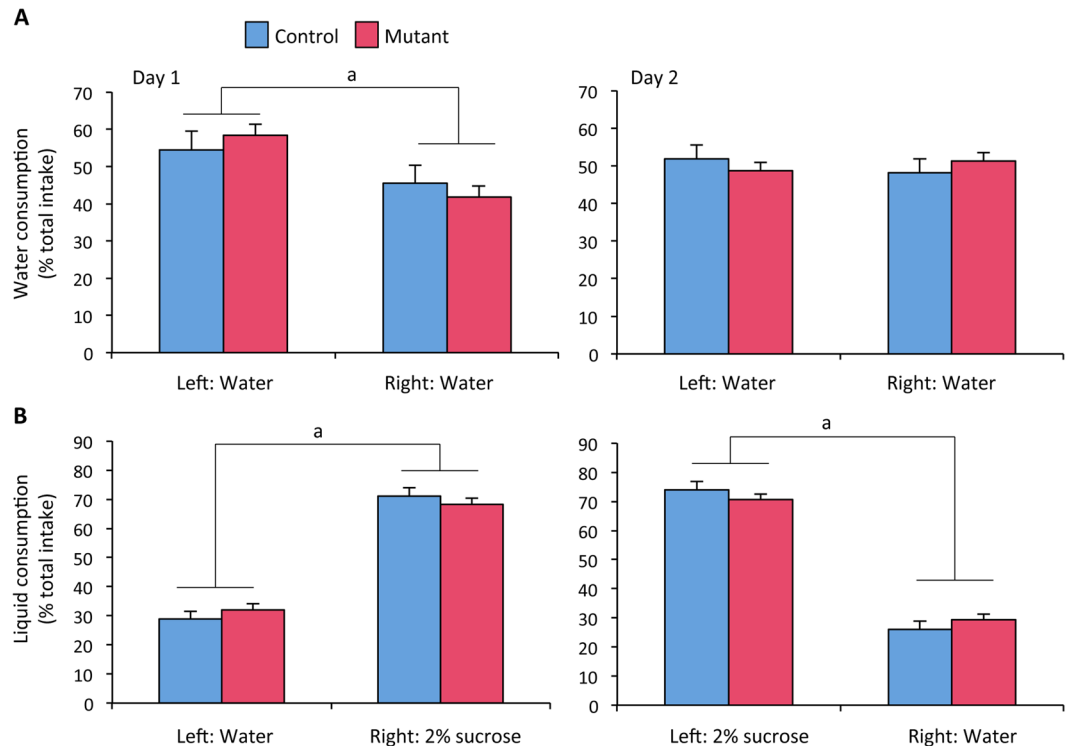 A
Control Mutant
Day 1
a
Water consumption
(% total intake)
70
60
50
40
30
20
10
0
Left: Water Right: Water
Day 2
70
60
50
40
30
20
10
0
Left: Water Right: Water
B
a
Liquid consumption
(% total intake)
90
80
70
60
50
40
30
20
10
0
Left: Water Right: 2% sucrose
a
90
80
70
60
50
40
30
20
10
0
Left: 2% sucrose Right: Water